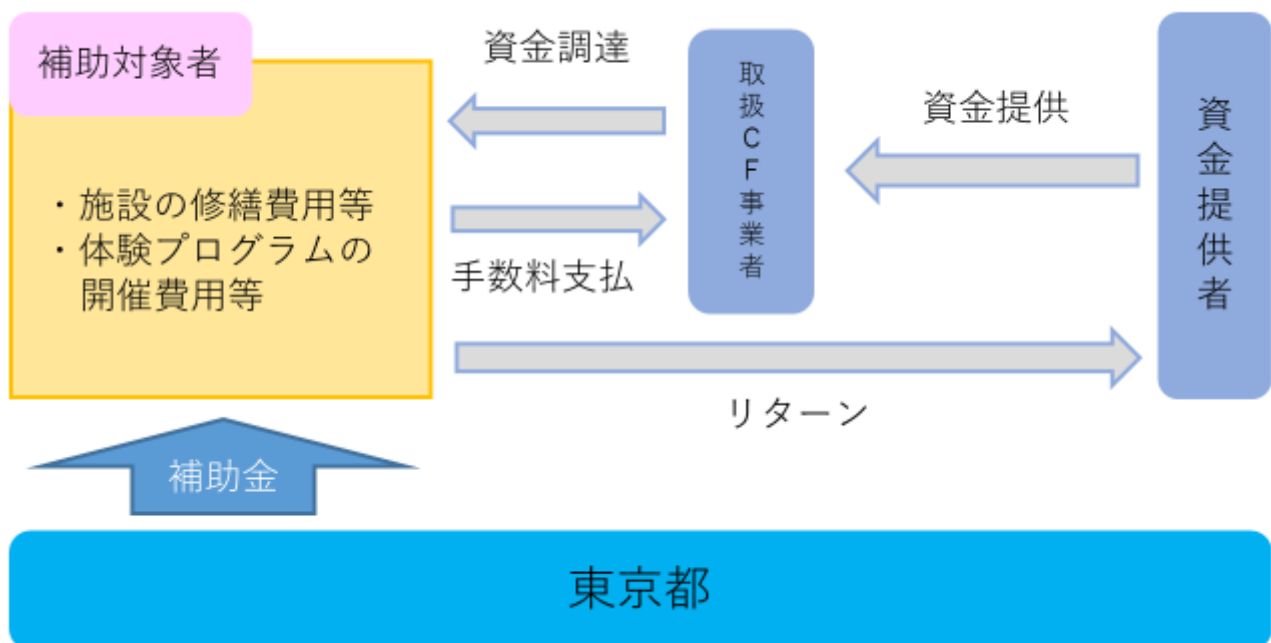 補助対象者
・施設の修繕費用等
・体験プログラムの
開催費用等
資金調達
手数料支払
取扱CF事業者
資金提供
資金提供者
リターン
補助金
東京都